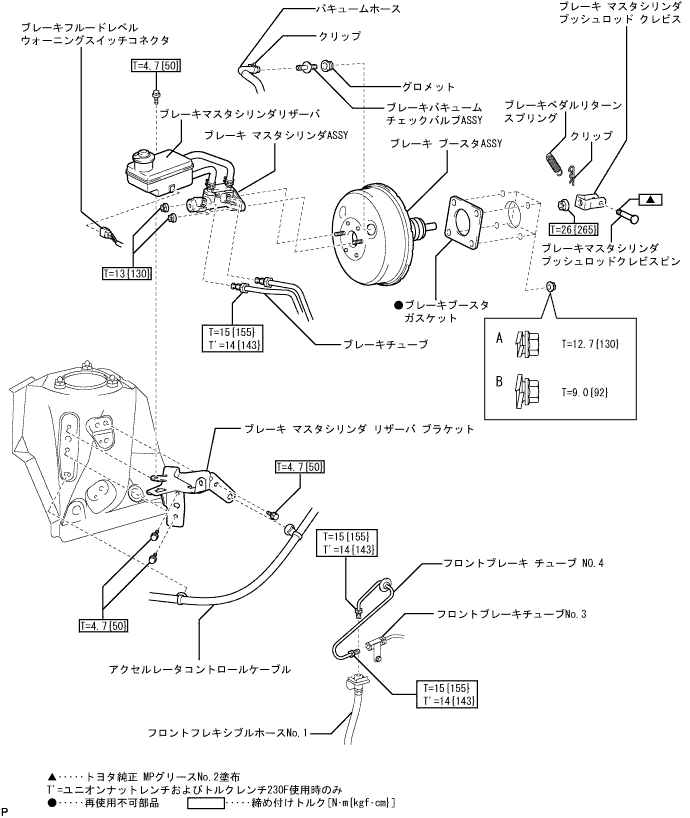 バキュームホース
ブレーキ マスタシリンダ
プッシュロッド クレビス
ブレーキフルードレベル
ウォーニングスイッチコネクタ
クリップ
T=4.7{50}
グロメット
ブレーキマスタシリンダリザーバ
ブレーキバキューム
チェックバルブASSY
ブレーキペダルリターン
スプリング
ブレーキ マスタシリンダASSY
クリップ
ブレーキ ブースタASSY
▲
T=26{265}
ブレーキマスタシリンダ
プッシュロッドクレビスピン
T=13{130}
●ブレーキブースタ
ガスケット
T=15{155}
T'=14{143}
ブレーキチューブ
A
T=12.7{130}
B
T=9.0{92}
ブレーキ マスタシリンダ リザーバ ブラケット
T=4.7{50}
T=15{155}
T'=14{143}
フロントブレーキ チューブ NO.4
フロントブレーキチューブNo.3
T=4.7{50}
アクセルレータコントロールケーブル
T=15{155}
T'=14{143}
フロントフレキシブルホースNo.1
▲‥‥‥トヨタ純正 MPグリースNo.2塗布
T'=ユニオンナットレンチおよびトルクレンチ230F使用時のみ
●‥‥‥再使用不可部品 ‥‥‥締め付けトルク[N·m{kgf·cm}]
P